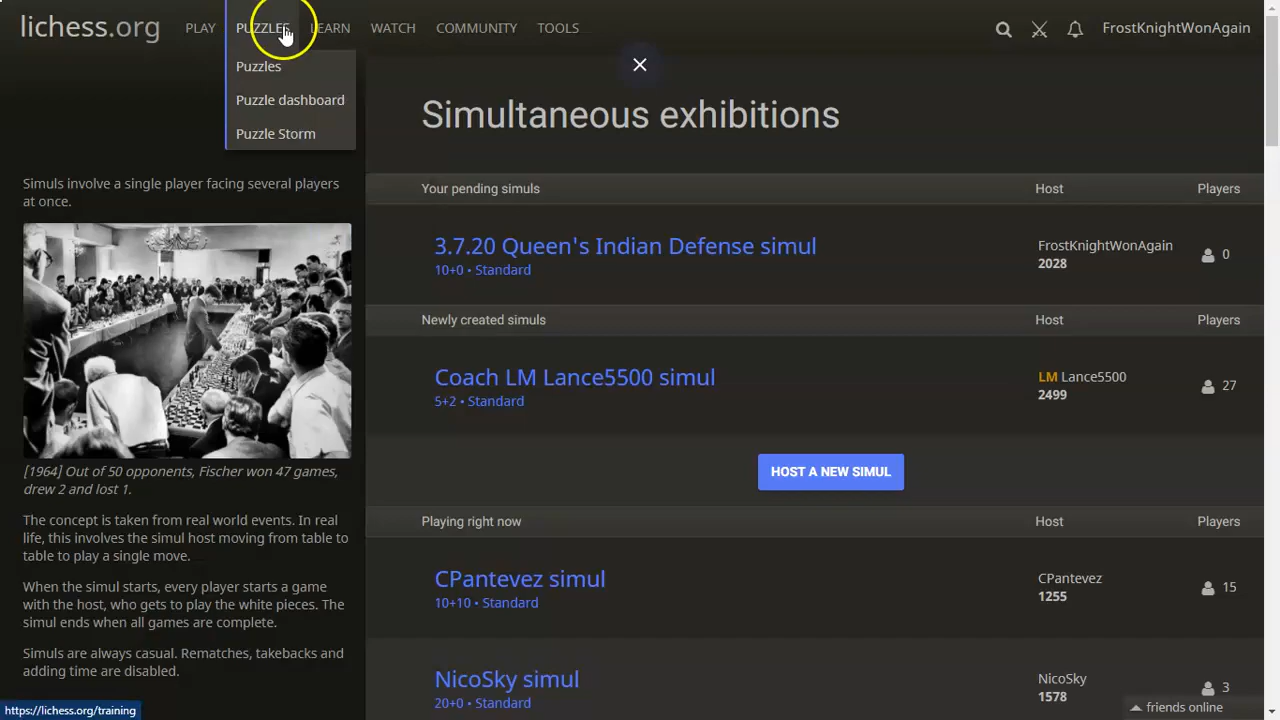 lichess.org PLAY PUZZLES LEARN WATCH COMMUNITY TOOLS FrostKnightWonAgain
Puzzles
Puzzle dashboard
Puzzle Storm
Simultaneous exhibitions
Simuls involve a single player facing several players
at once.
[1964] Out of 50 opponents, Fischer won 47 games,
drew 2 and lost 1.
The concept is taken from real world events. In real
life, this involves the simul host moving from table to
table to play a single move.
When the simul starts, every player starts a game
with the host, who gets to play the white pieces. The
simul ends when all games are complete.
Simuls are always casual. Rematches, takebacks and
adding time are disabled.
Your pending simuls Host Players
3.7.20 Queen's Indian Defense simul FrostKnightWonAgain 0
10+0 • Standard 2028
Newly created simuls Host Players
Coach LM Lance5500 simul LM Lance5500 27
5+2 • Standard 2499
HOST A NEW SIMUL
Playing right now Host Players
CPantevez simul CPantevez 15
10+10 • Standard 1255
NicoSky simul NicoSky 3
20+0 • Standard 1578
friends online
https://lichess.org/training